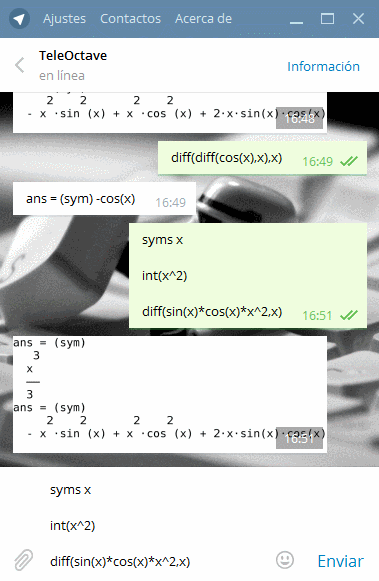 Ajustes Contactos Acerca de
TeleOctave
en línea
Información
2 2 2 2
- x ·sin (x) + x ·cos (x) + 2·x·sin(x)·cos(x)
16:48
diff(diff(cos(x),x),x)
16:49
ans = (sym) -cos(x)
16:49
syms x
int(x^2)
diff(sin(x)*cos(x)*x^2,x)
16:51
ans = (sym)
3
x
──
3
ans = (sym)
2 2 2 2
- x ·sin (x) + x ·cos (x) + 2·x·sin(x)·cos(x)
16:51
syms x
int(x^2)
diff(sin(x)*cos(x)*x^2,x)
Enviar